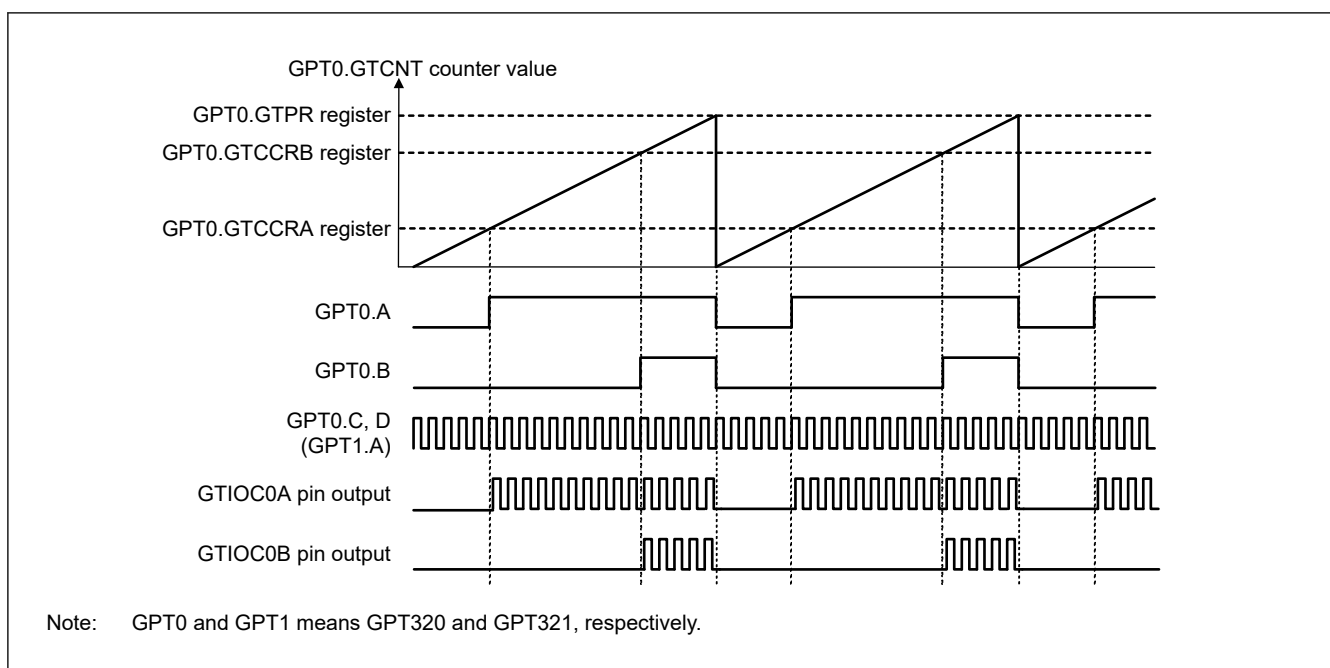 GPT0.GTCNT counter value
GPT0.GTPR register
GPT0.GTCCRB register
GPT0.GTCCRA register
GPT0.A
GPT0.B
GPT0.C, D
(GPT1.A)
GTIOC0A pin output
GTIOC0B pin output
Note: GPT0 and GPT1 means GPT320 and GPT321, respectively.